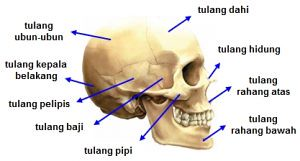 tulang dahi
tulang
ubun-ubun
tulang hidung
tulang kepala
belakang
tulang
rahang atas
tulang pelipis
tulang baji
tulang
rahang bawah
tulang pipi